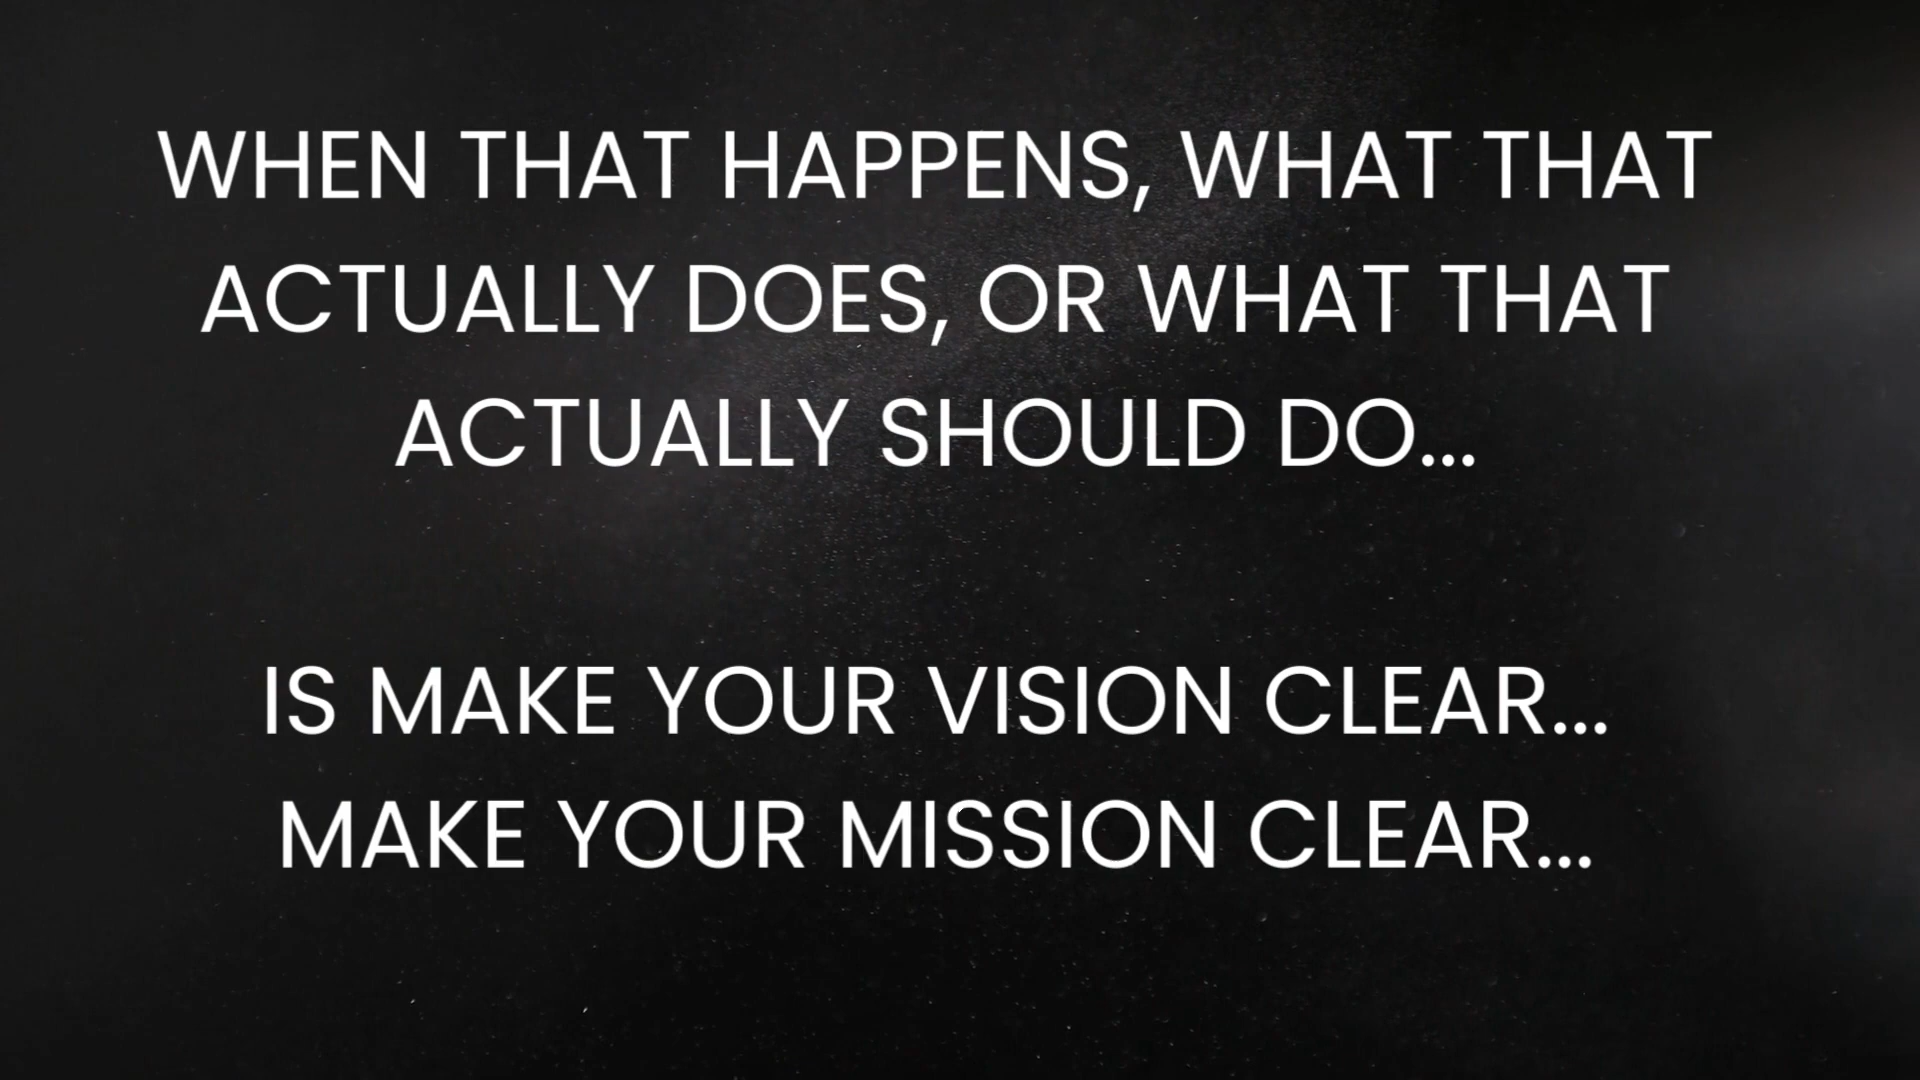 WHEN THAT HAPPENS, WHAT THAT
ACTUALLY DOES, OR WHAT THAT
ACTUALLY SHOULD DO...
IS MAKE YOUR VISION CLEAR...
MAKE YOUR MISSION CLEAR...